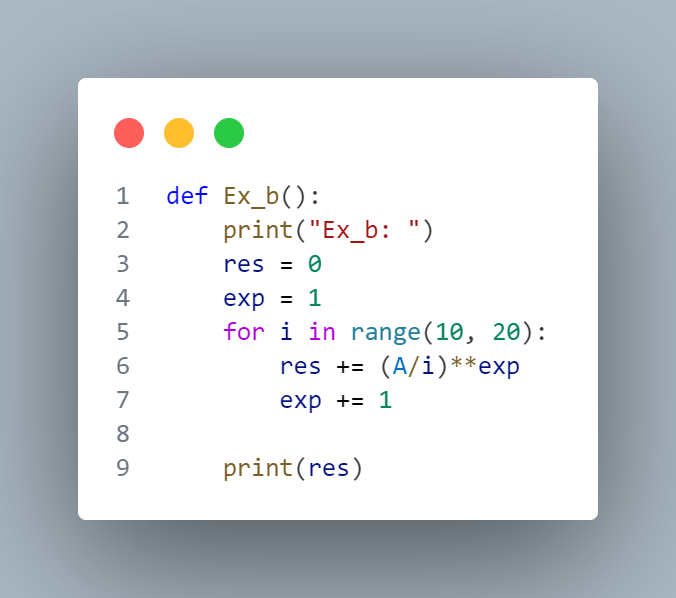 1 def Ex_b():
2     print("Ex_b: ")
3     res = 0
4     exp = 1
5     for i in range(10, 20):
6         res += (A/i)**exp
7         exp += 1
8
9     print(res)